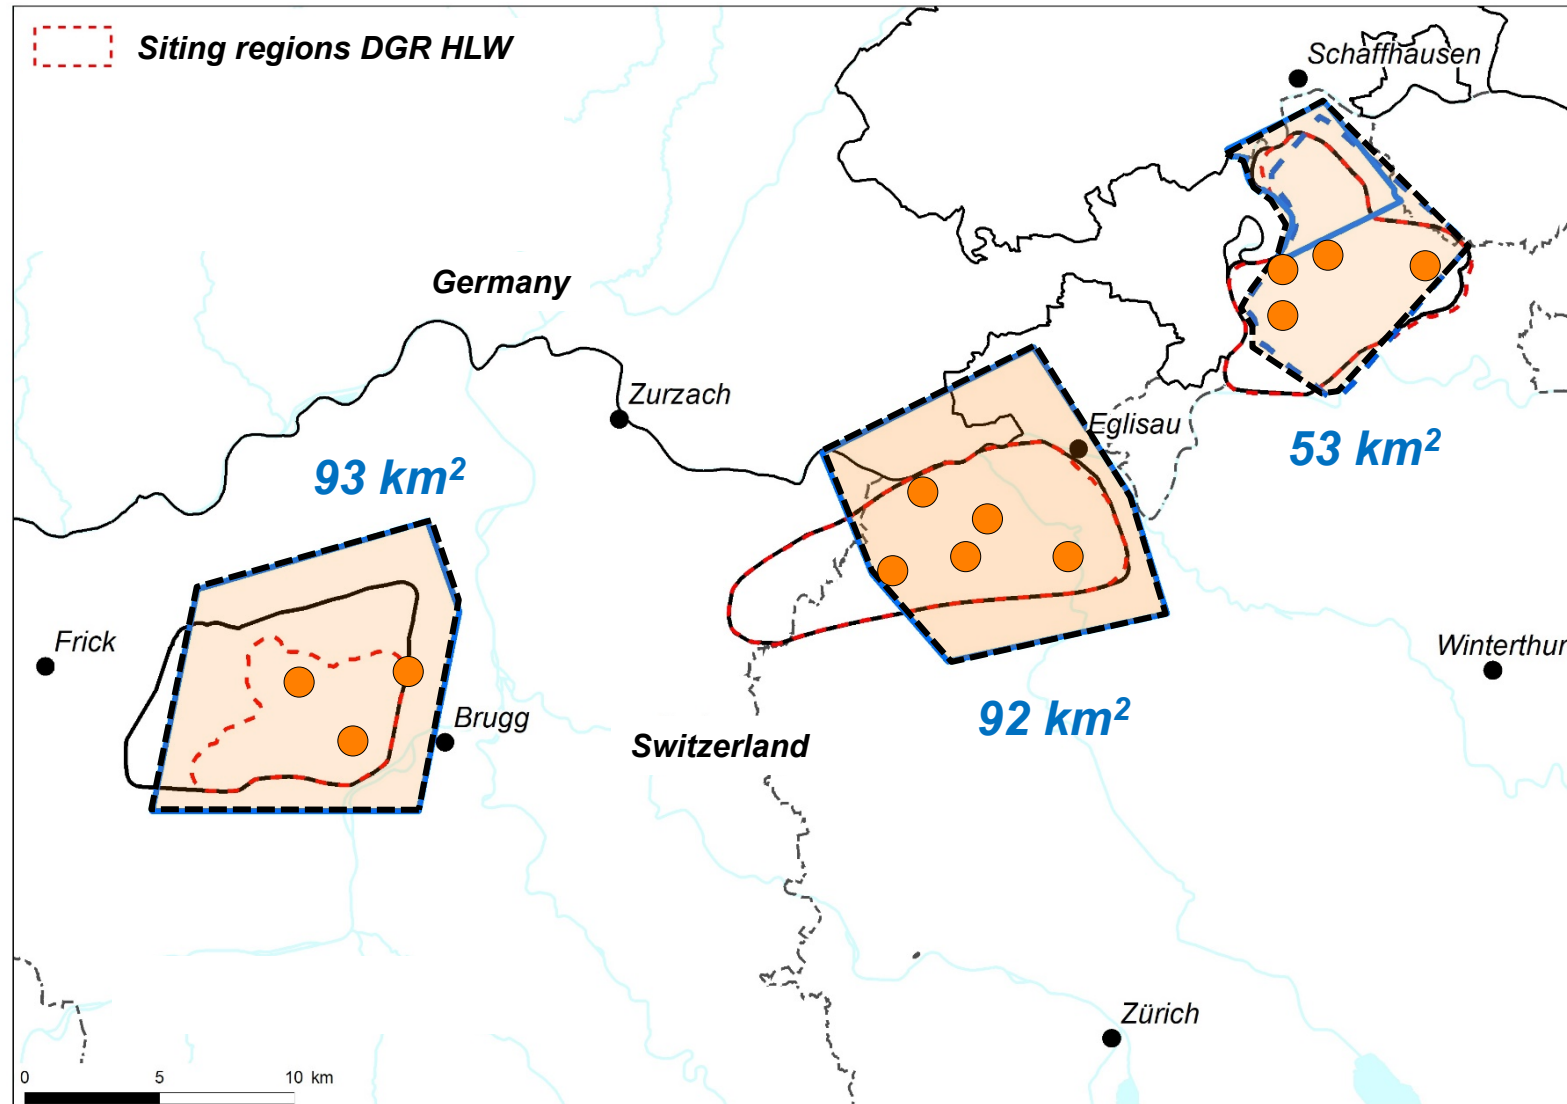 Siting regions DGR HLW
Schaffhausen
Germany
Zurzach
Eglisau
53 km²
93 km²
Frick
Winterthur
Brugg
92 km²
Switzerland
Zürich
0 5 10 km